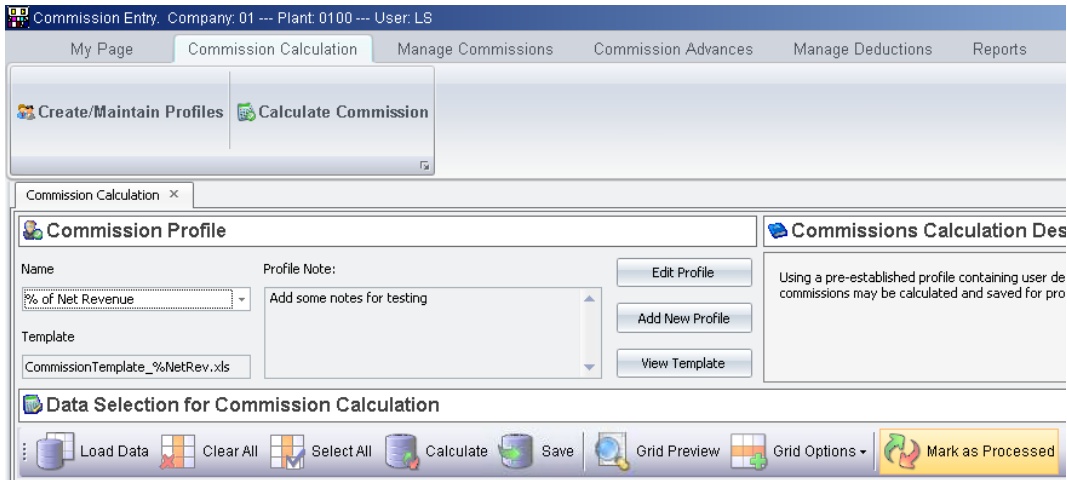 Commission Entry. Company: 01 --- Plant: 0100 --- User: LS
My Page Commission Calculation Manage Commissions Commission Advances Manage Deductions Reports
Create/Maintain Profiles Calculate Commission
Commission Calculation ×
Commission Profile
Commissions Calculation Des
Name
Profile Note:
Edit Profile
Using a pre-established profile containing user de
commissions may be calculated and saved for pro
% of Net Revenue
Add some notes for testing
Add New Profile
Template
CommissionTemplate_%NetRev.xls
View Template
Data Selection for Commission Calculation
Load Data Clear All Select All Calculate Save Grid Preview Grid Options Mark as Processed